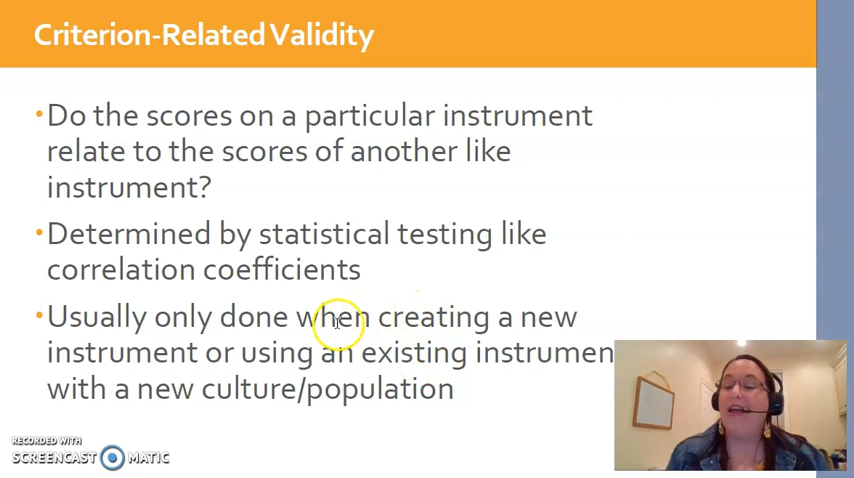 Criterion-Related Validity
•Do the scores on a particular instrument
relate to the scores of another like
instrument?
•Determined by statistical testing like
correlation coefficients
•Usually only done when creating a new
instrument or using an existing instrumen
with a new culture/population
RECORDED WITH
SCREENCAST MATIC